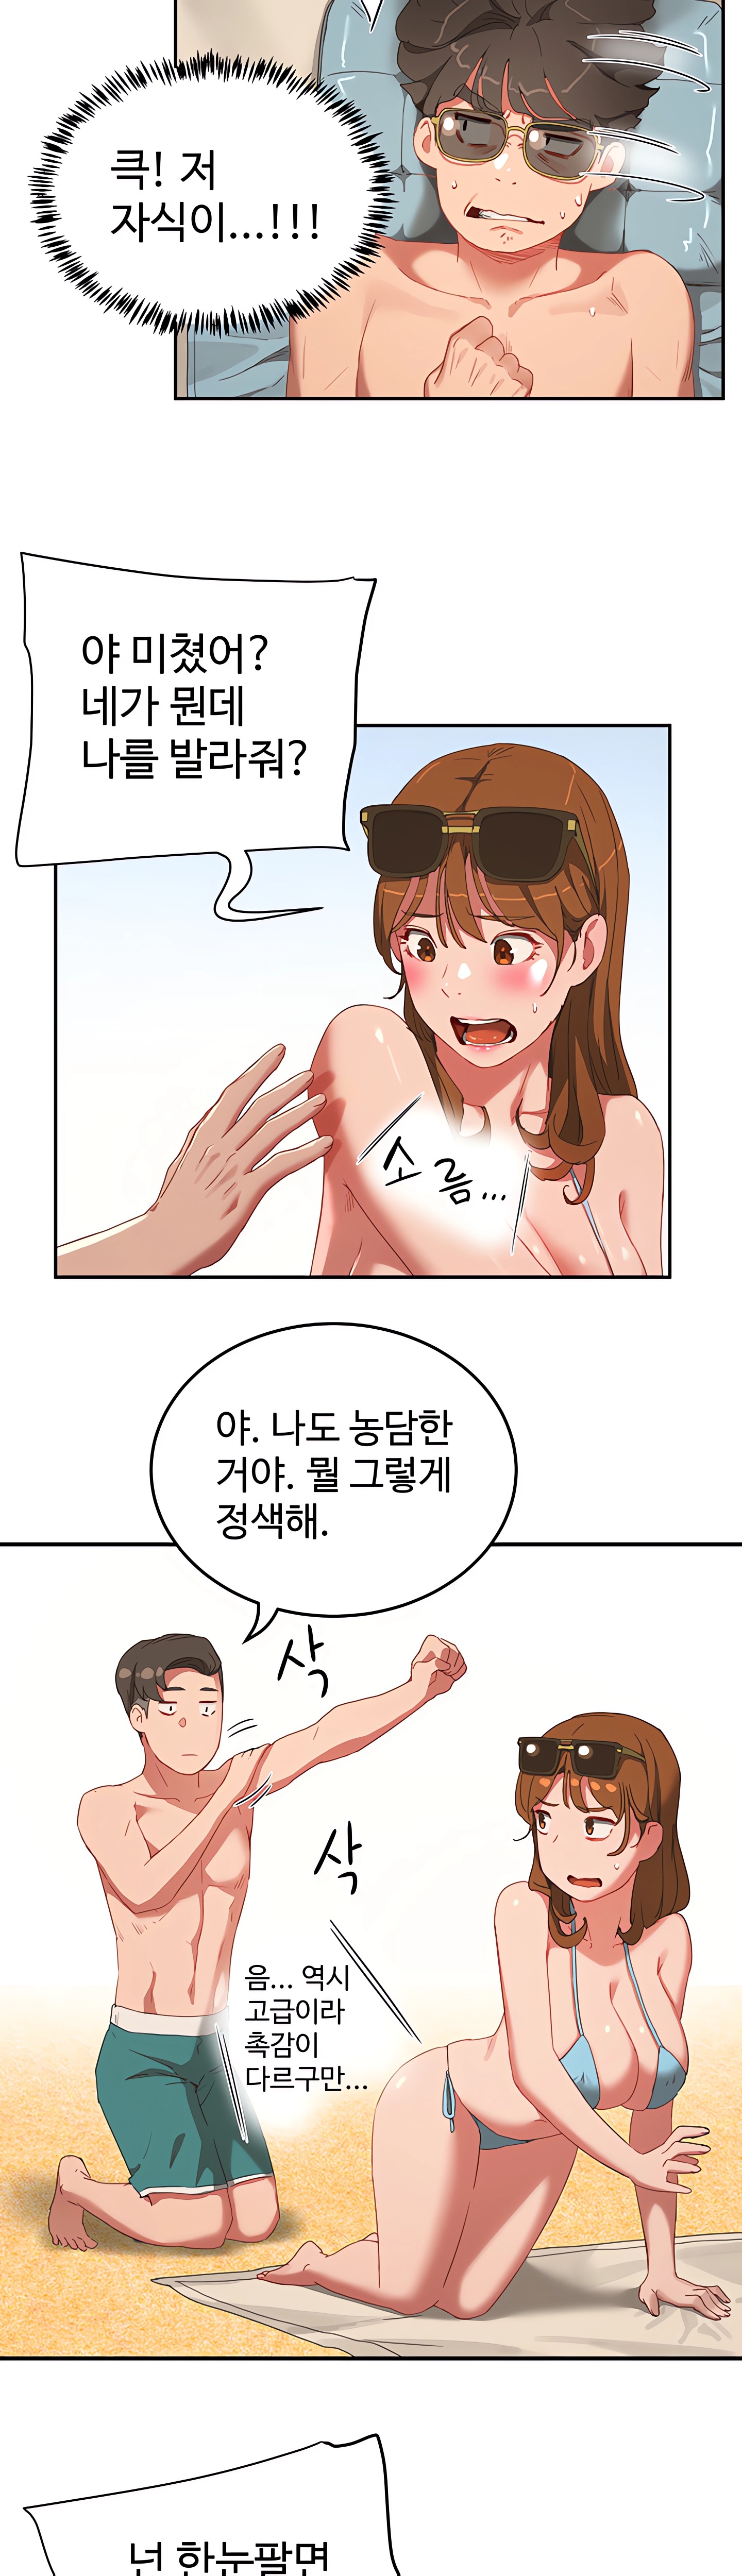 큭! 저
자식이...!!!
야 미쳤어?
네가 뭔데
나를 발라줘?
소름...
야. 나도 농담한
거야. 뭘 그렇게
정색해.
삭
삭
음... 역시
고급이라
촉감이
다르구만...
넌 한눈팔면